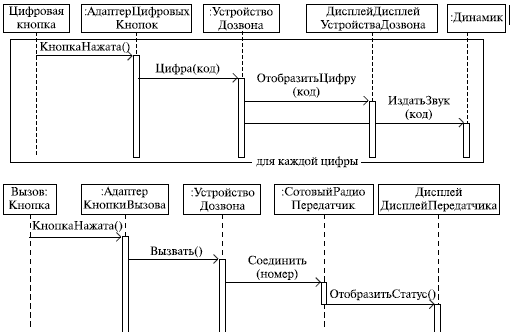 Цифровая
кнопка
:АдаптерЦифровых
Кнопок
:Устройство
Дозвона
ДисплейДисплей
УстройстваДозвона
:Динамик
КнопкаНажата()
Цифра(код)
ОтобразитьЦифру
(код)
ИздатьЗвук
(код)
для каждой цифры
Вызов:
Кнопка
:Адаптер
КнопкиВызова
:Устройство
Дозвона
:СотовыйРадио
Передатчик
Дисплей
ДисплейПередатчика
КнопкаНажата()
Вызвать()
Соединить
(номер)
ОтобразитьСтатус()